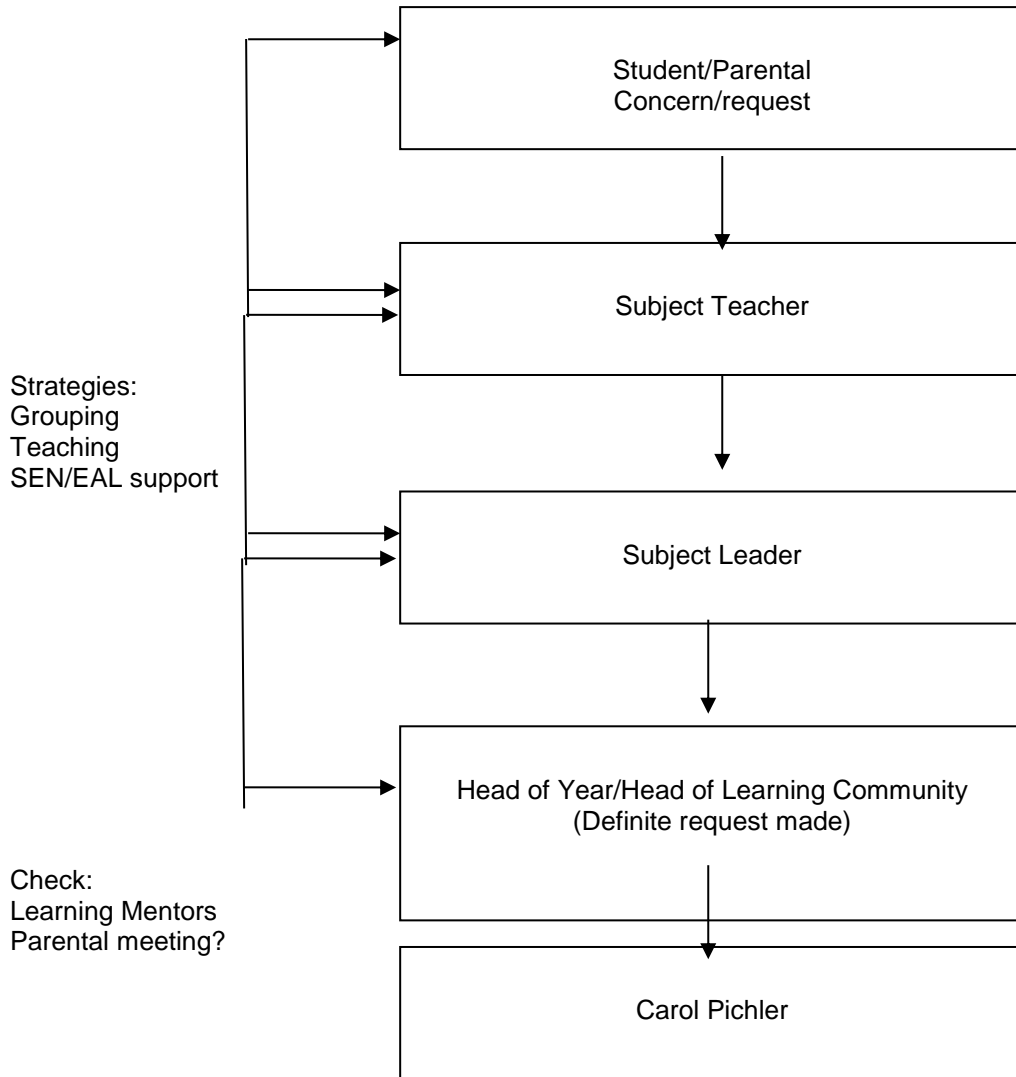 Student/Parental
Concern/request
Subject Teacher
Strategies:
Grouping
Teaching
SEN/EAL support
Subject Leader
Head of Year/Head of Learning Community
(Definite request made)
Check:
Learning Mentors
Parental meeting?
Carol Pichler